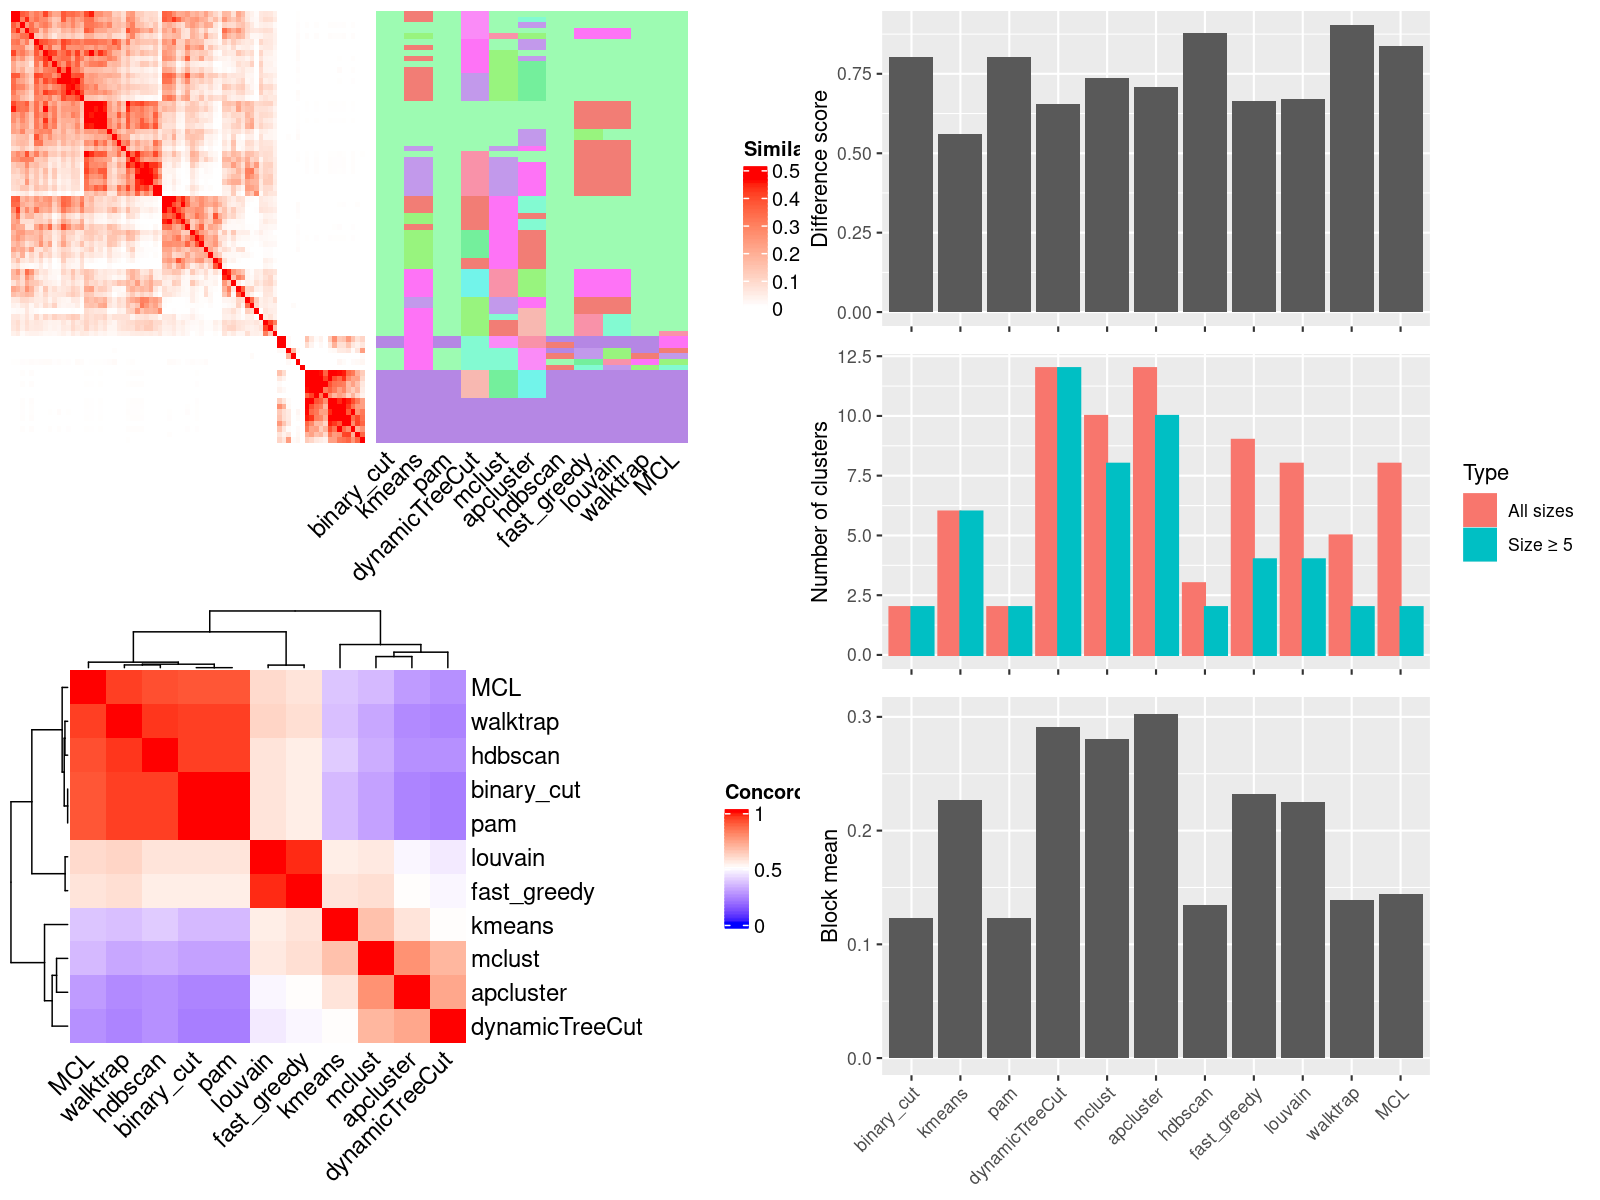 Simila
0.5
0.4
0.3
0.2
0.1
0
binary_cut
kmeans
pam
dynamicTreeCut
mclust
apcluster
hdbscan
fast_greedy
louvain
walktrap
MCL
Concord
1
0.5
0
MCL
walktrap
hdbscan
binary_cut
pam
louvain
fast_greedy
kmeans
mclust
apcluster
dynamicTreeCut
MCL
walktrap
hdbscan
binary_cut
pam
louvain
fast_greedy
kmeans
mclust
apcluster
dynamicTreeCut
Difference score
0.75
0.50
0.25
0.00
Number of clusters
12.5
10.0
7.5
5.0
2.5
0.0
Type
All sizes
Size ≥ 5
Block mean
0.3
0.2
0.1
0.0
binary_cut
kmeans
pam
dynamicTreeCut
mclust
apcluster
hdbscan
fast_greedy
louvain
walktrap
MCL